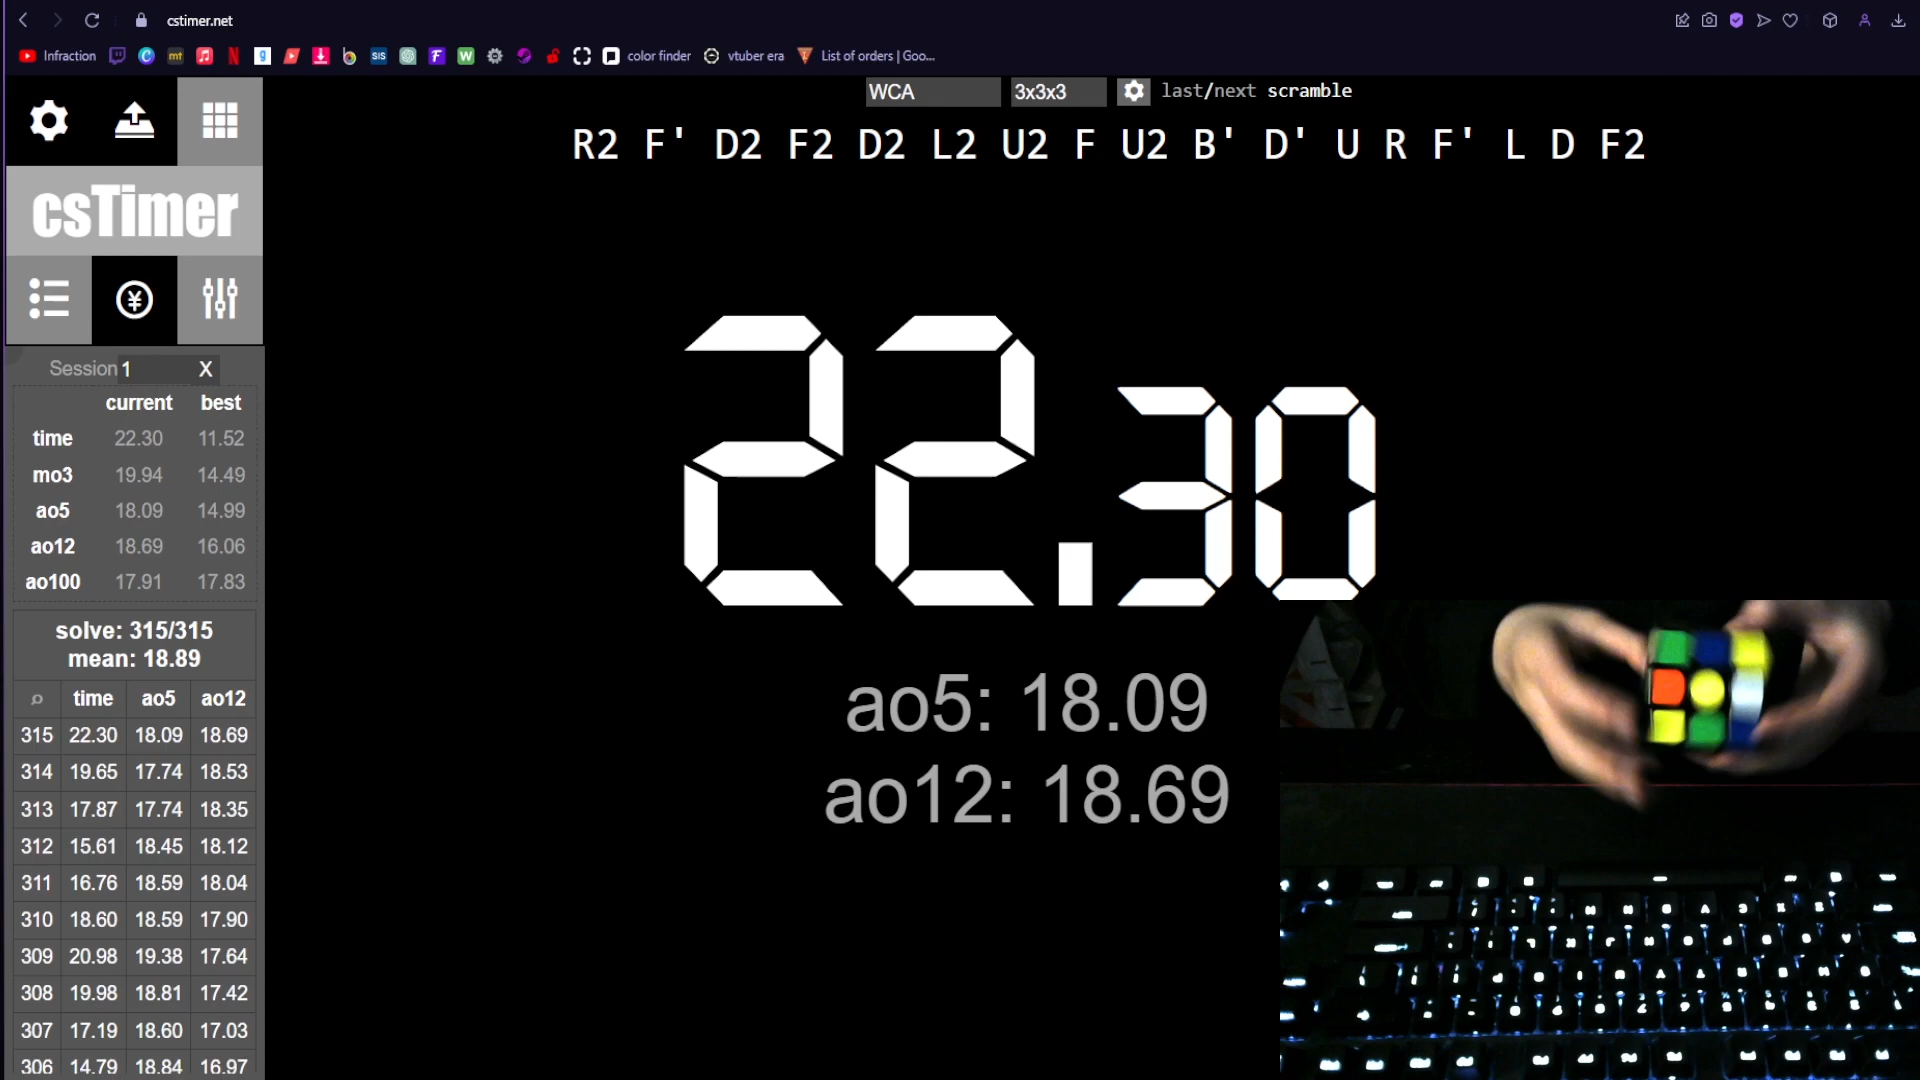 cstimer.net
Infraction
mt
SiS
color finder
vtuber era
List of orders | Goo...
WCA
3x3x3
last/next scramble
R2 F' D2 F2 D2 L2 U2 F U2 B' D' U R F' L D F2
csTimer
Session 1 X
current best
time 22.30 11.52
mo3 19.94 14.49
ao5 18.09 14.99
ao12 18.69 16.06
ao100 17.91 17.83
solve: 315/315
mean: 18.89
time ao5 ao12
315 22.30 18.09 18.69
314 19.65 17.74 18.53
313 17.87 17.74 18.35
312 15.61 18.45 18.12
311 16.76 18.59 18.04
310 18.60 18.59 17.90
309 20.98 19.38 17.64
308 19.98 18.81 17.42
307 17.19 18.60 17.03
306 14.79 18.84 16.97
22.30
ao5: 18.09
ao12: 18.69